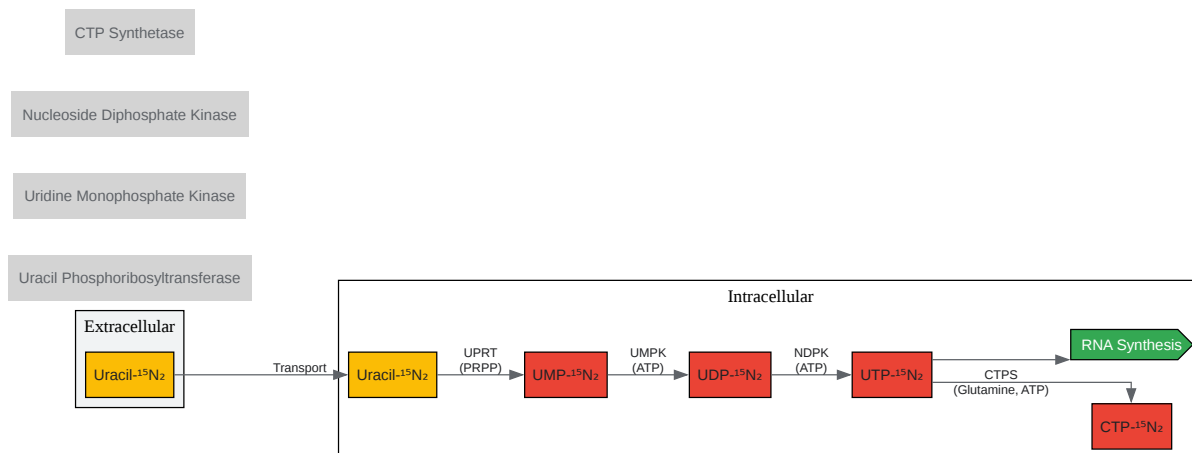 CTP Synthetase
Nucleoside Diphosphate Kinase
Uridine Monophosphate Kinase
Uracil Phosphoribosyltransferase
Extracellular
Uracil-¹⁵N₂
Transport
Intracellular
Uracil-¹⁵N₂
UPRT
(PRPP)
UMP-¹⁵N₂
UMPK
(ATP)
UDP-¹⁵N₂
NDPK
(ATP)
UTP-¹⁵N₂
RNA Synthesis
CTPS
(Glutamine, ATP)
CTP-¹⁵N₂